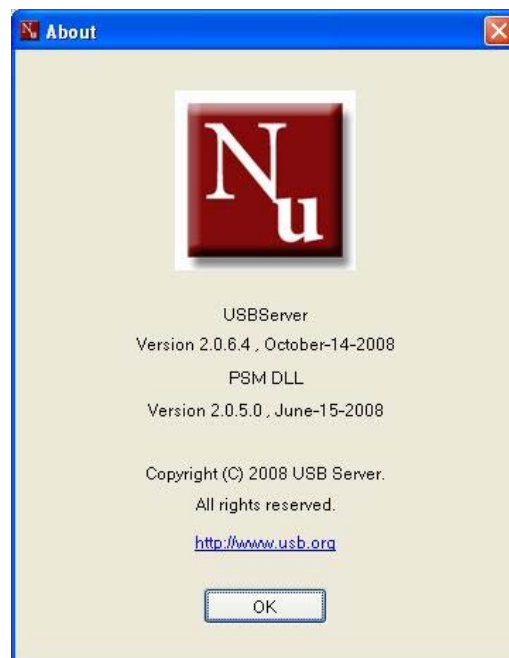 About
Nu
USBServer
Version 2.0.6.4 , October-14-2008
PSM DLL
Version 2.0.5.0 , June-15-2008
Copyright (C) 2008 USB Server.
All rights reserved.
http://www.usb.org
OK